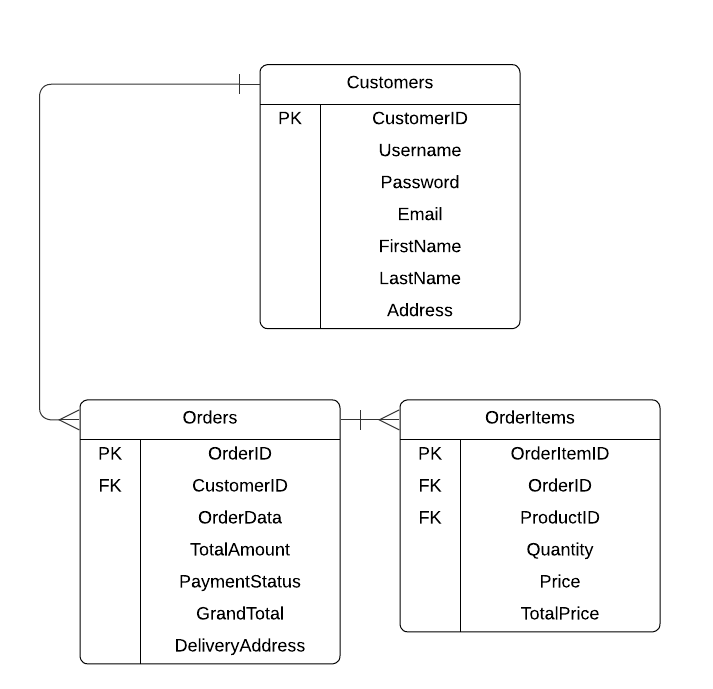 Customers
PK CustomerID
Username
Password
Email
FirstName
LastName
Address
Orders
PK OrderID
FK CustomerID
OrderData
TotalAmount
PaymentStatus
GrandTotal
DeliveryAddress
OrderItems
PK OrderItemID
FK OrderID
FK ProductID
Quantity
Price
TotalPrice